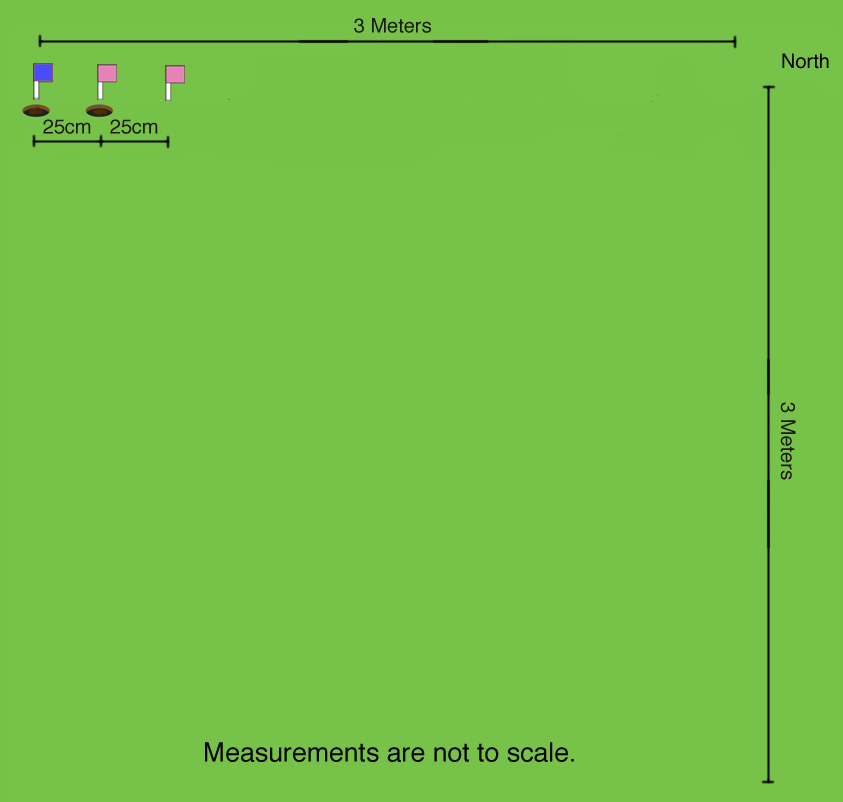 3 Meters
North
25cm 25cm
3 Meters
Measurements are not to scale.